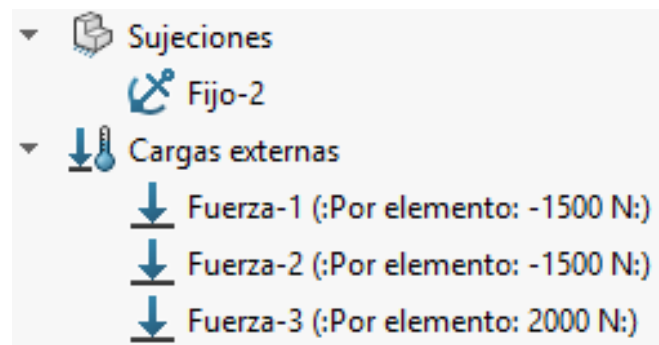 Sujeciones
Fijo-2
Cargas externas
Fuerza-1 (:Por elemento: -1500 N:)
Fuerza-2 (:Por elemento: -1500 N:)
Fuerza-3 (:Por elemento: 2000 N:)